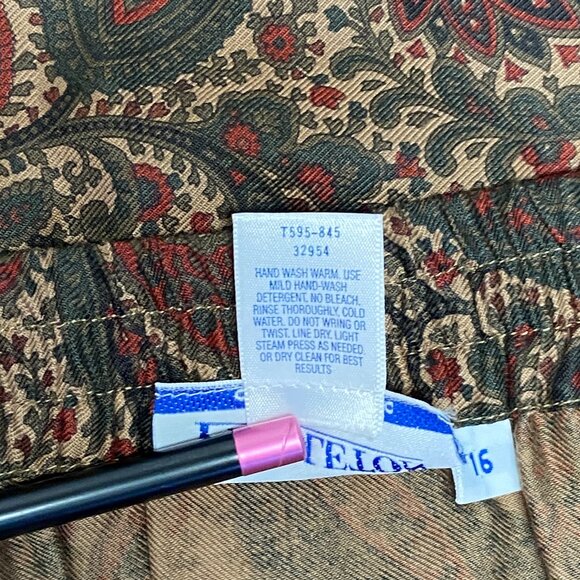 T595-845
32954
HAND WASH WARM. USE
MILD HAND-WASH
DETERGENT. NO BLEACH.
RINSE THOROUGHLY. COLD
WATER. DO NOT WRING OR
TWIST. LINE DRY. LIGHT
STEAM PRESS AS NEEDED
OR DRY CLEAN FOR BEST
RESULTS
16